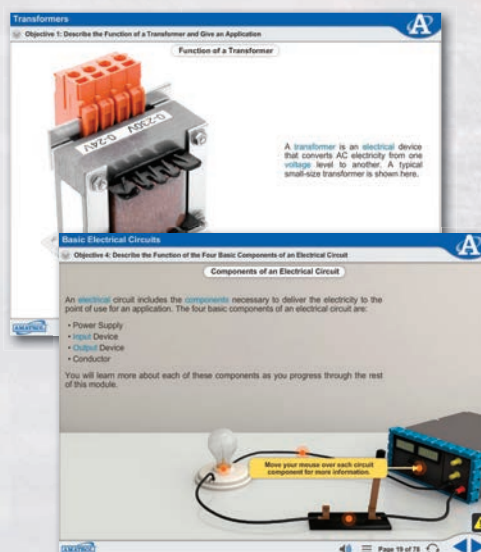 Transformers
Objective 1: Describe the Function of a Transformer and Give an Application
A
Function of a Transformer
0-230V 0-24V
A transformer is an electrical device
that converts AC electricity from one
voltage level to another. A typical
small-size transformer is shown here.
AMATROL
Basic Electrical Circuits
Objective 4: Describe the Function of the Four Basic Components of an Electrical Circuit
A
Components of an Electrical Circuit
An electrical circuit includes the components necessary to deliver the electricity to the
point of use for an application. The four basic components of an electrical circuit are:
• Power Supply
• Input Device
• Output Device
• Conductor
You will learn more about each of these components as you progress through the rest
of this module.
Move your mouse over each circuit
component for more information.
AMATROL
Page 19 of 78